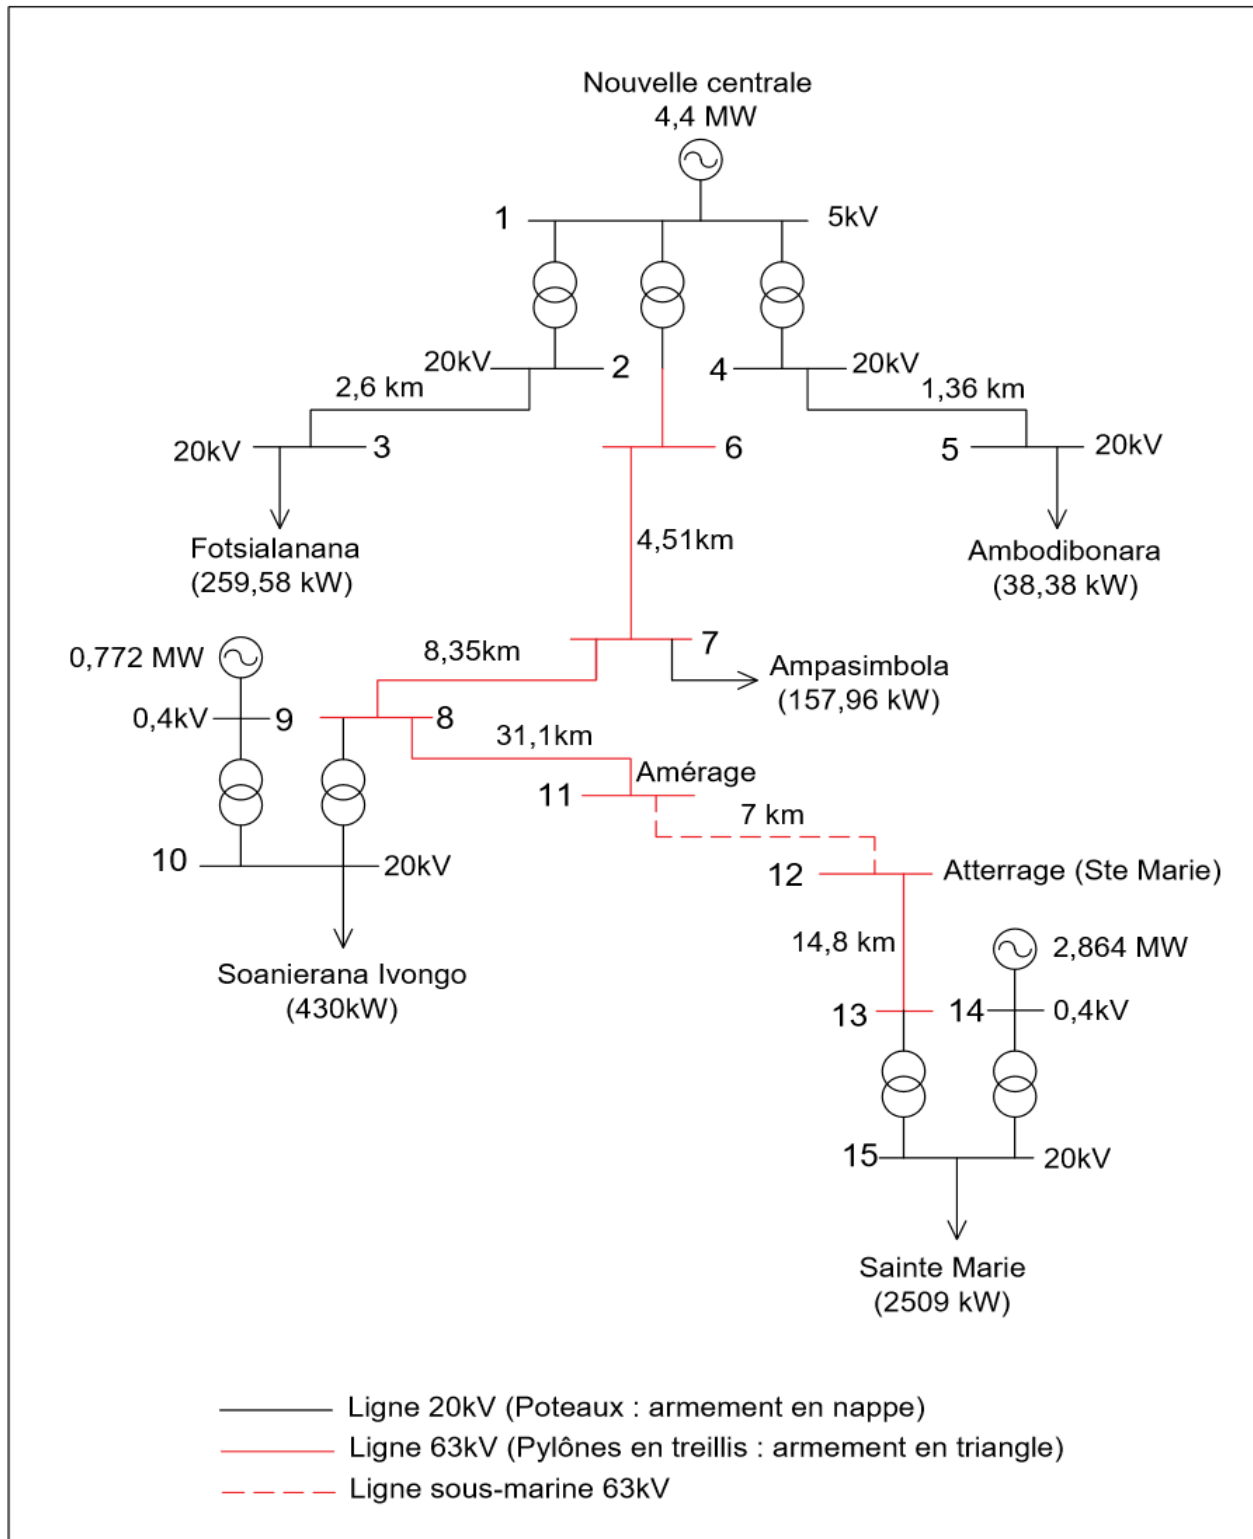 Nouvelle centrale
4,4 MW
1
5kV
20kV
2
4
20kV
2,6 km
1,36 km
20kV
3
6
5
20kV
Fotsialanana
(259,58 kW)
4,51km
Ambodibonara
(38,38 kW)
0,772 MW
8,35km
7
Ampasimbola
(157,96 kW)
0,4kV
9
8
31,1km
Amérage
11
7 km
10
20kV
12
Atterrage (Ste Marie)
14,8 km
2,864 MW
Soanierana Ivongo
(430kW)
13
14
0,4kV
15
20kV
Sainte Marie
(2509 kW)
Ligne 20kV (Poteaux : armement en nappe)
Ligne 63kV (Pylônes en treillis : armement en triangle)
Ligne sous-marine 63kV